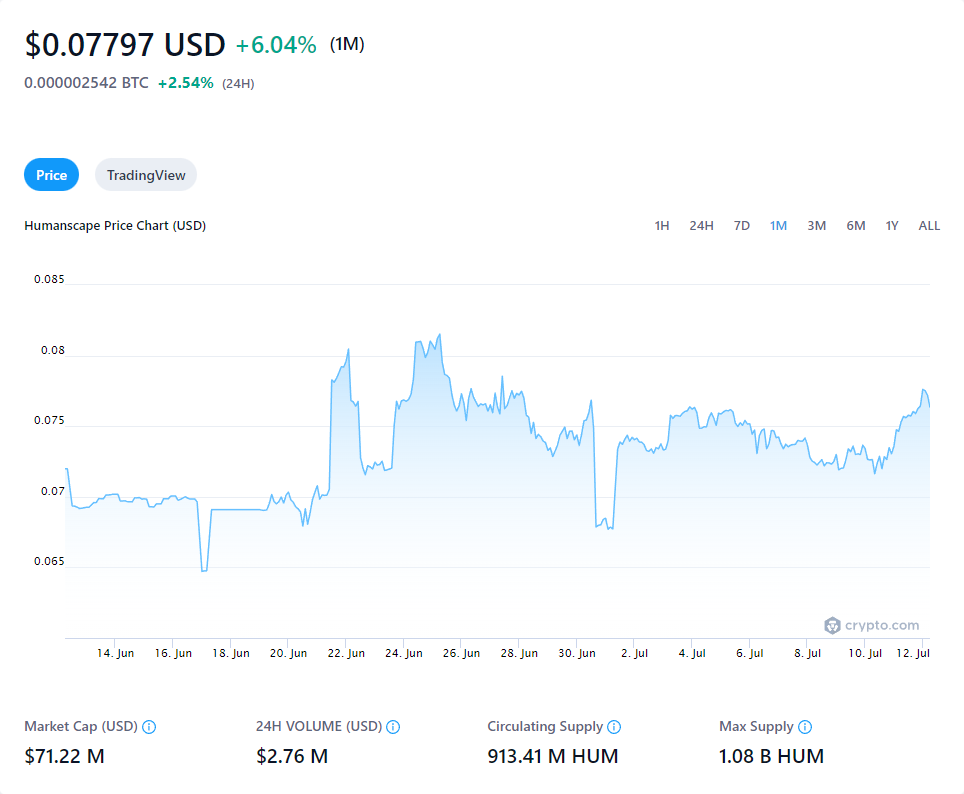 $0.07797 USD +6.04% (1M)
0.000002542 BTC +2.54% (24H)
Price TradingView
Humanscape Price Chart (USD) 1H 24H 7D 1M 3M 6M 1Y ALL
0.085
0.08
0.075
0.07
0.065
crypto.com
14. Jun 16. Jun 18. Jun 20. Jun 22. Jun 24. Jun 26. Jun 28. Jun 30. Jun 2. Jul 4. Jul 6. Jul 8. Jul 10. Jul 12. Jul
Market Cap (USD) 24H VOLUME (USD) Circulating Supply Max Supply
$71.22 M $2.76 M 913.41 M HUM 1.08 B HUM